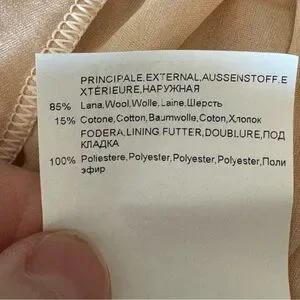 PRINCIPALE,EXTERNAL,AUSSENSTOFF,E
XTÉRIEURE,НАРУЖНАЯ
85% Lana,Wool,Wolle,Laine,Шерсть
15% Cotone,Cotton,Baumwolle,Coton,Хлопок
FODERA,LINING,FUTTER,DOUBLURE,ПОД
КЛАДКА
100% Poliestere,Polyester,Polyester,Polyester,Поли
эфир